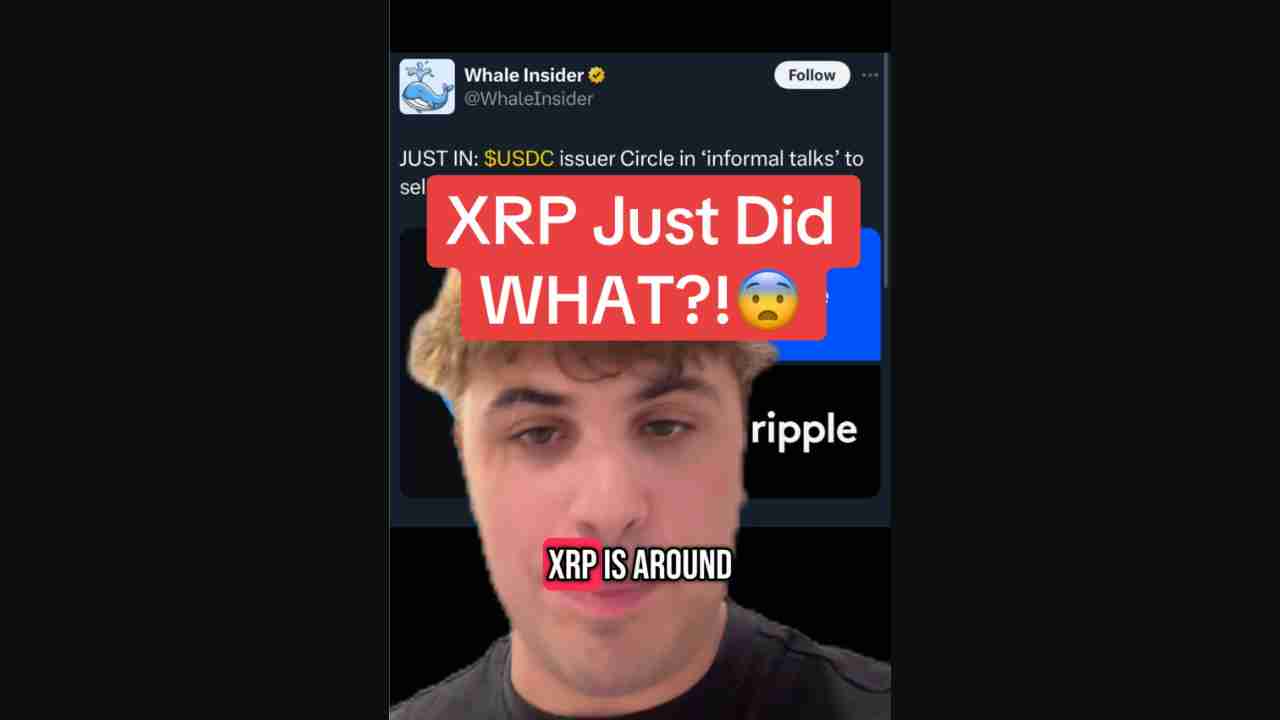 Whale Insider
@WhaleInsider
Follow
JUST IN: $USDC issuer Circle in ‘informal talks’ to
sel
XRP Just Did
WHAT?!😨
ripple
XRP IS AROUND